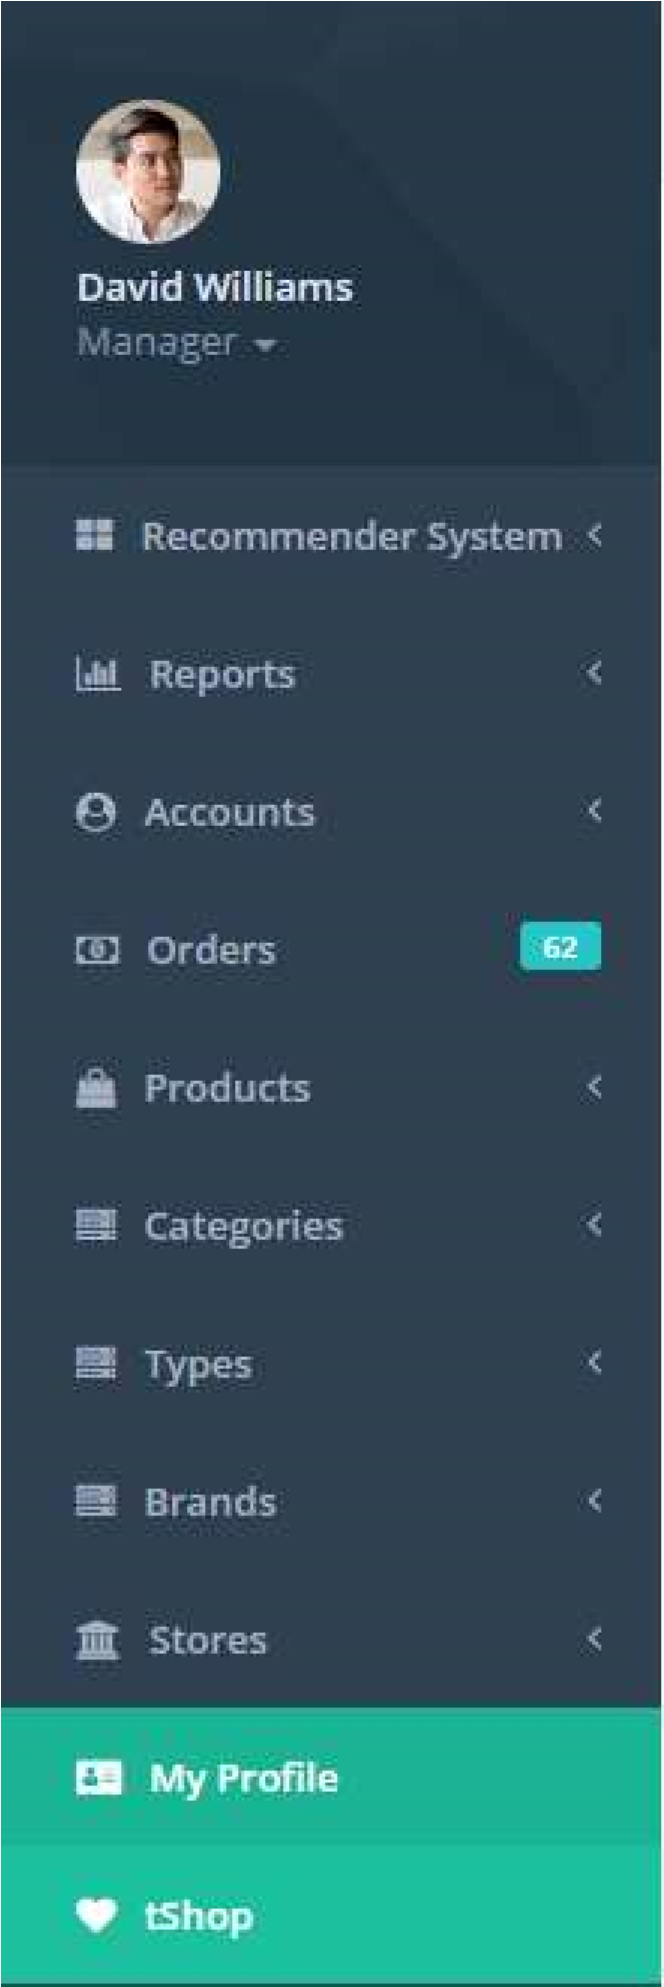 David Williams
Manager
Recommender System
Reports
Accounts
Orders 62
Products
Categories
Types
Brands
Stores
My Profile
tShop